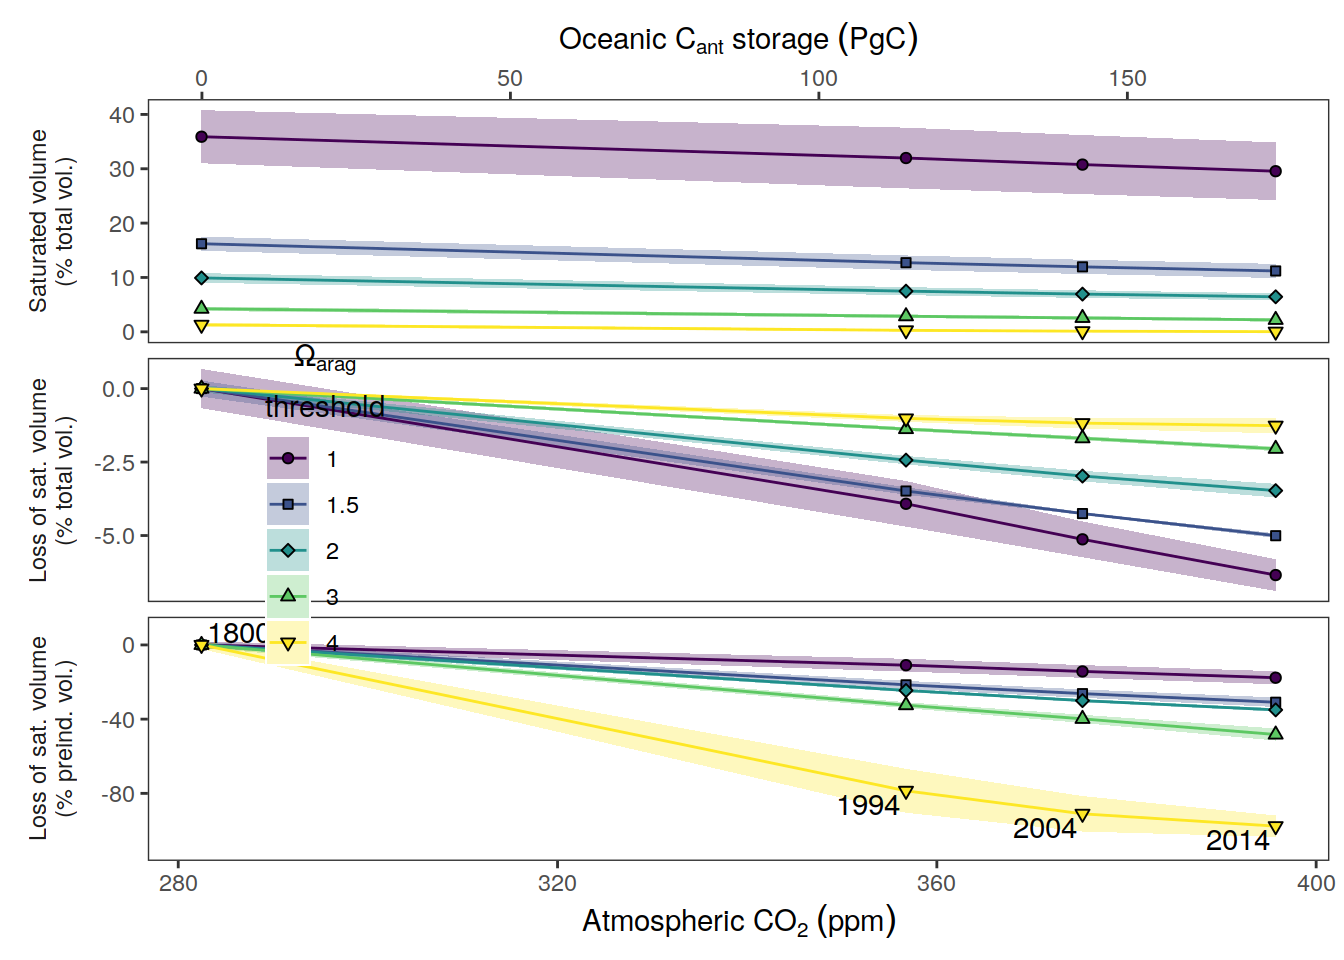 Oceanic Cant storage (PgC)
0 50 100 150
Saturated volume
(% total vol.)
40
30
20
10
0
Ωarag
threshold
1
1.5
2
3
4
Loss of sat. volume
(% total vol.)
0.0
-2.5
-5.0
Loss of sat. volume
(% preind. vol.)
0
-40
-80
1800
1994
2004
2014
280 320 360 400
Atmospheric CO2 (ppm)